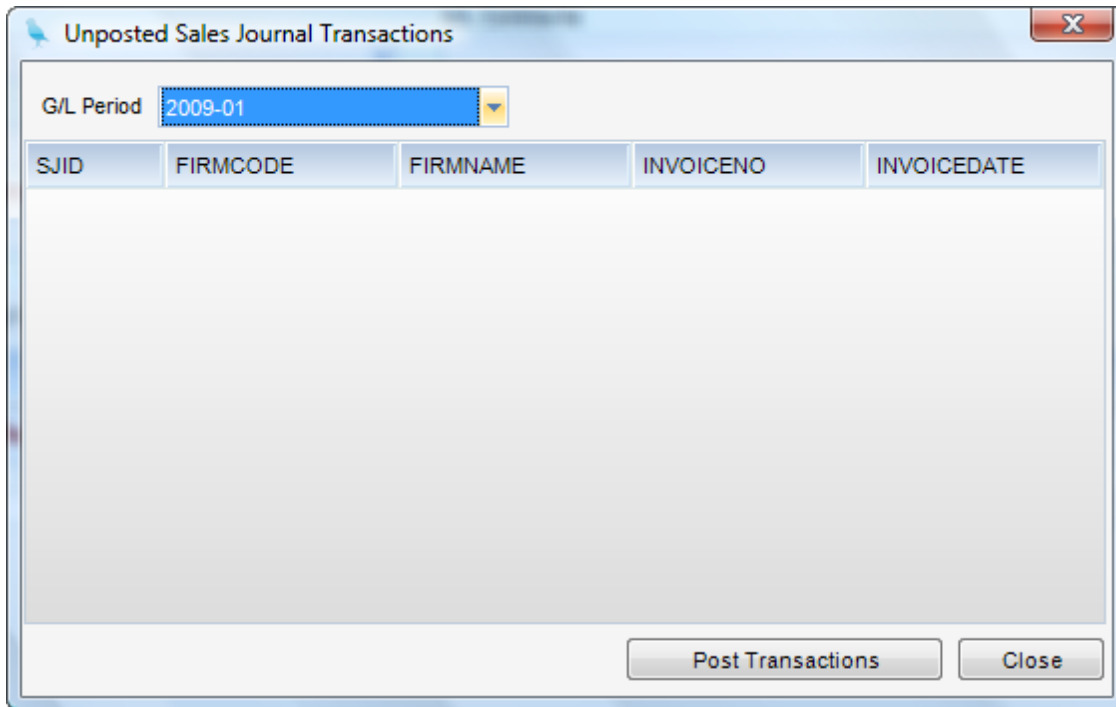 Unposted Sales Journal Transactions
G/L Period 2009-01
SJID FIRMCODE FIRMNAME INVOICENO INVOICEDATE
Post Transactions Close